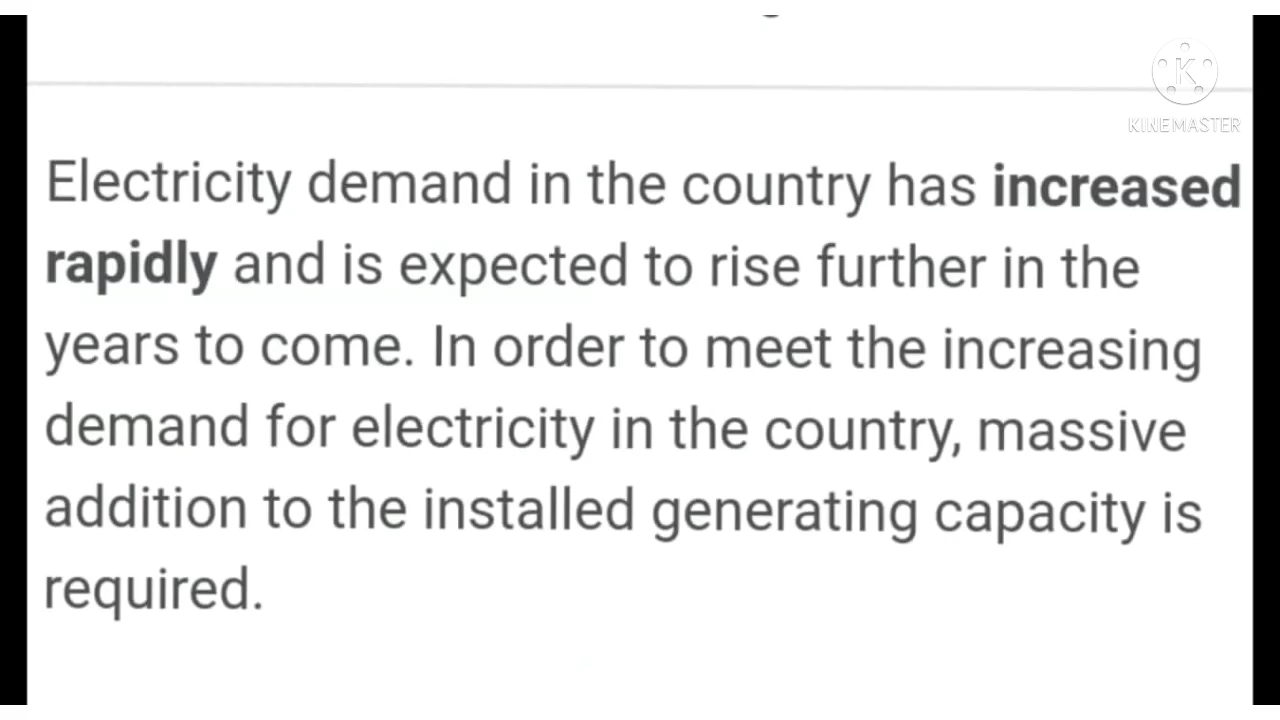 KINEMASTER
Electricity demand in the country has increased
rapidly and is expected to rise further in the
years to come. In order to meet the increasing
demand for electricity in the country, massive
addition to the installed generating capacity is
required.